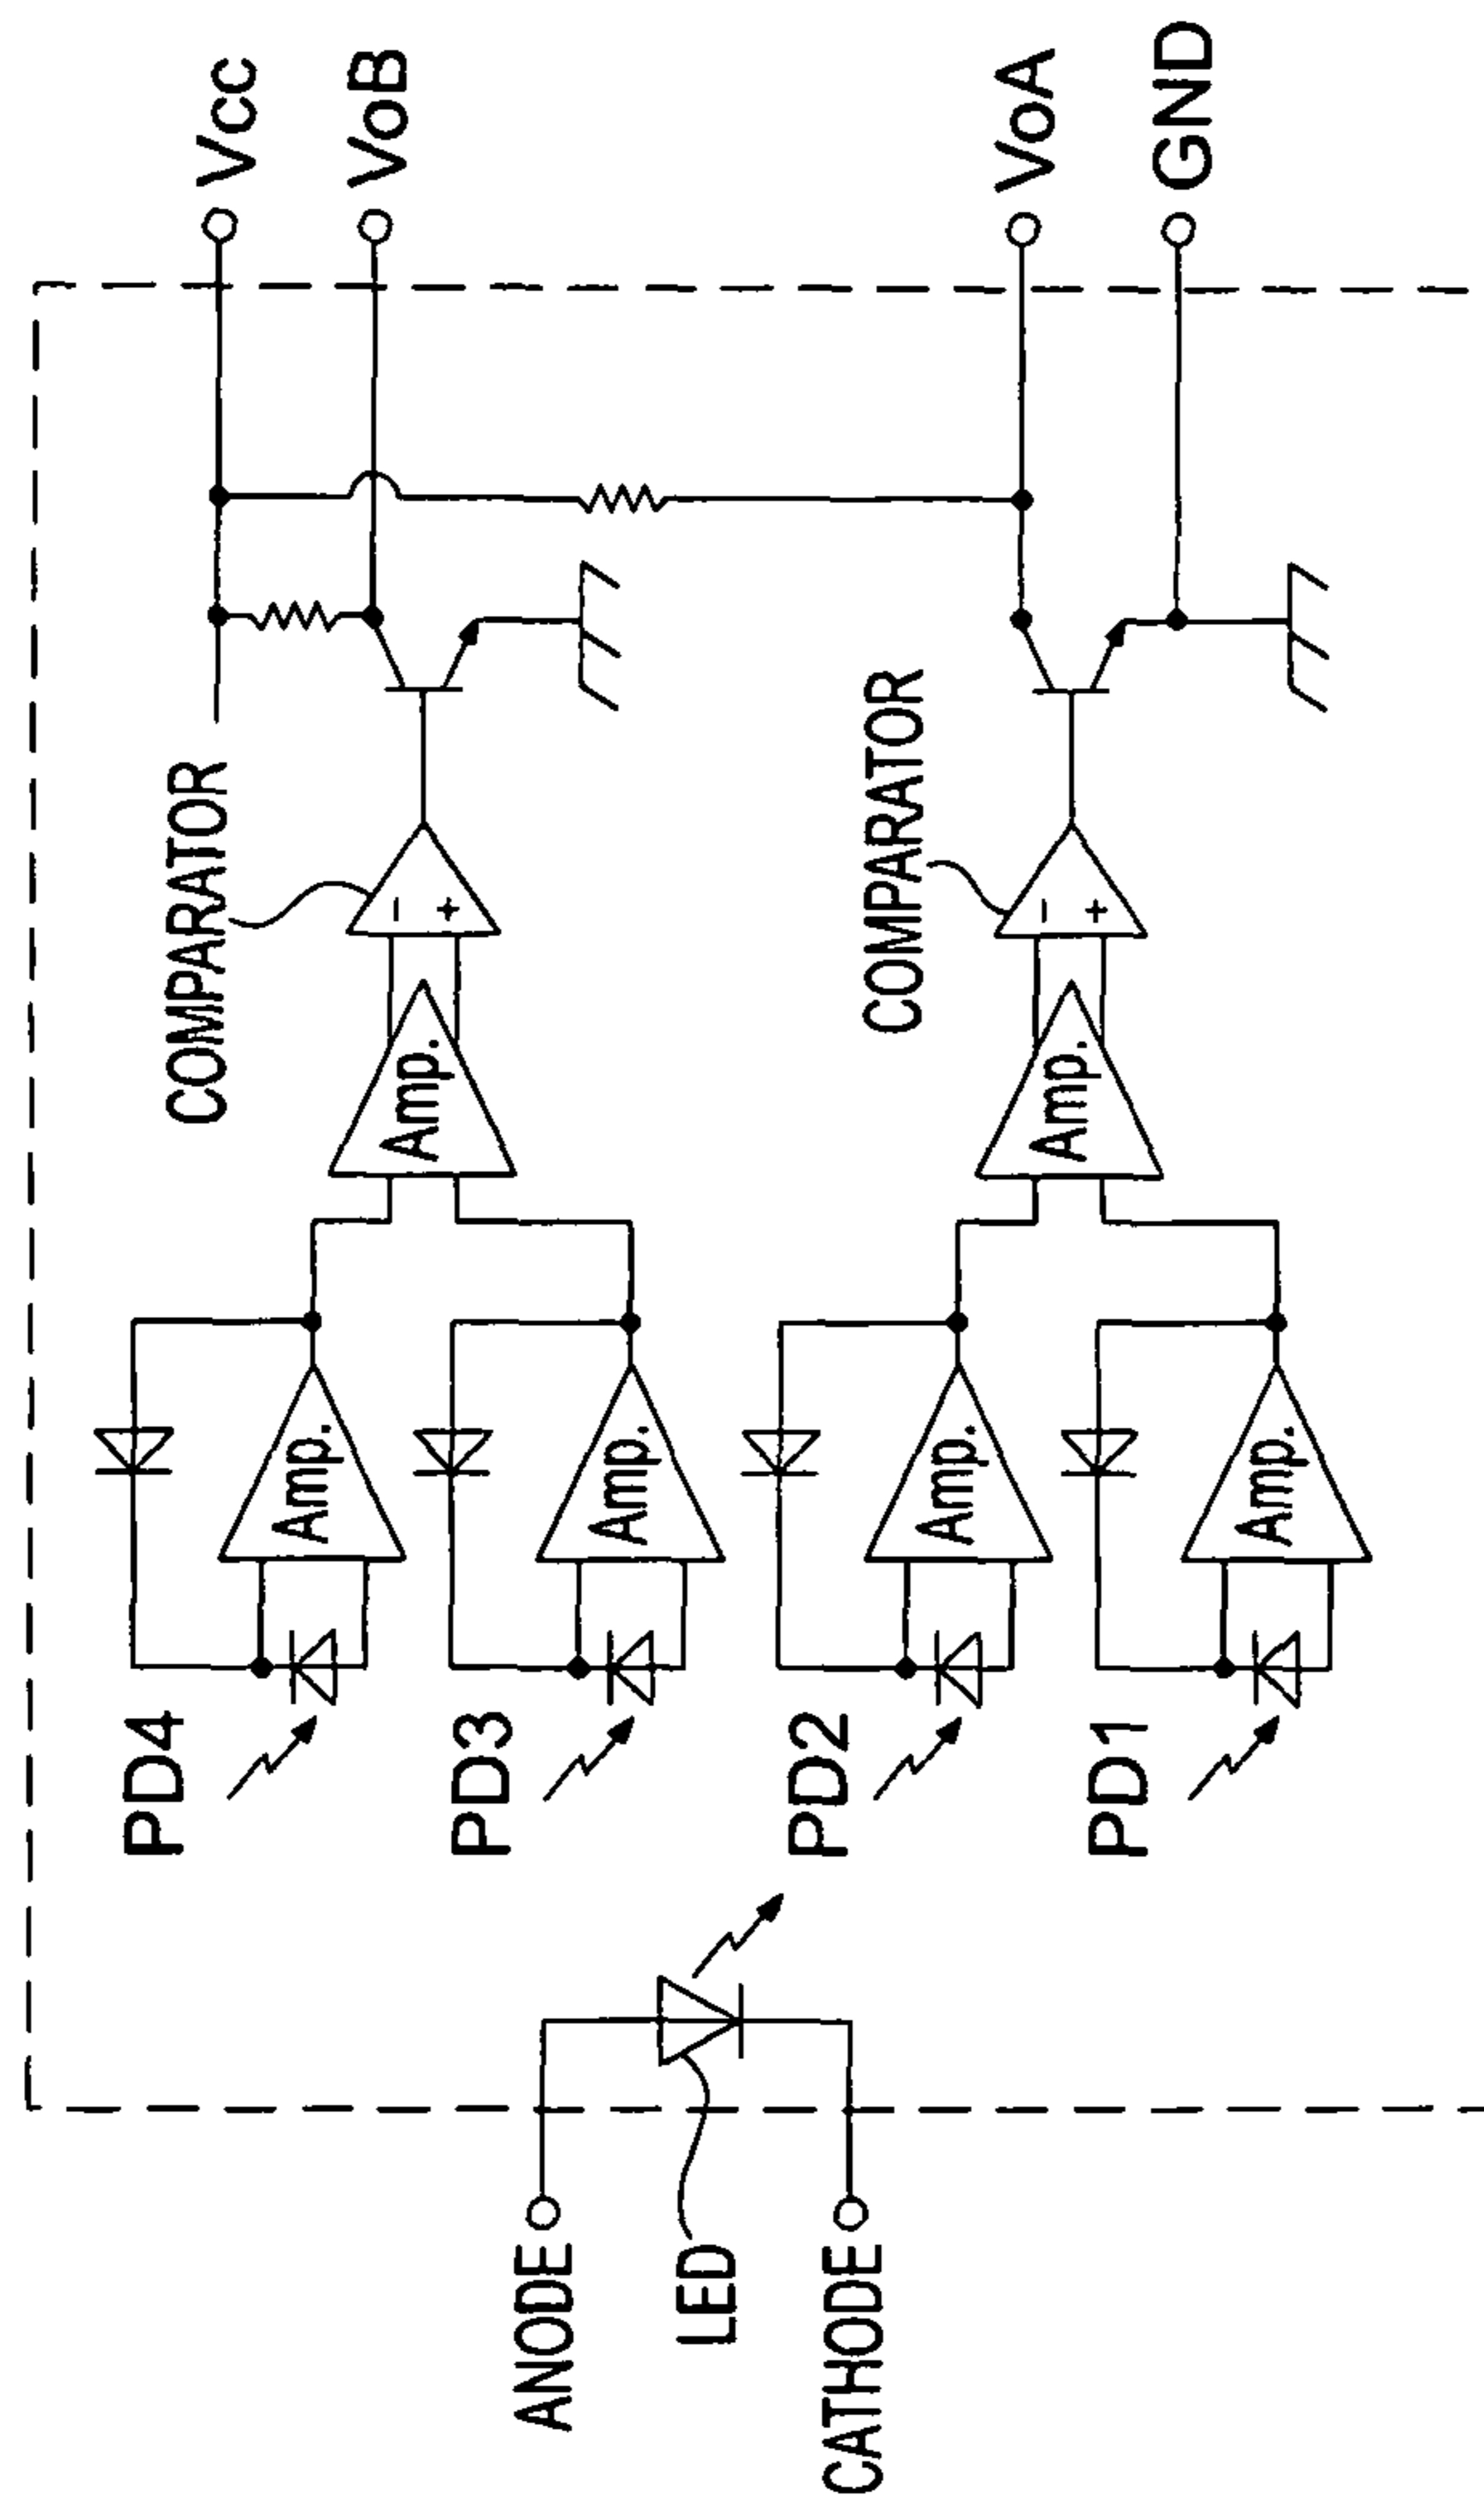 Vcc
VoB
VoA
GND
COMPARATOR
COMPARATOR
Amp.
Amp.
Amp.
Amp.
Amp.
Amp.
−
+
−
+
PD4
PD3
PD2
PD1
ANODE
LED
CATHODE